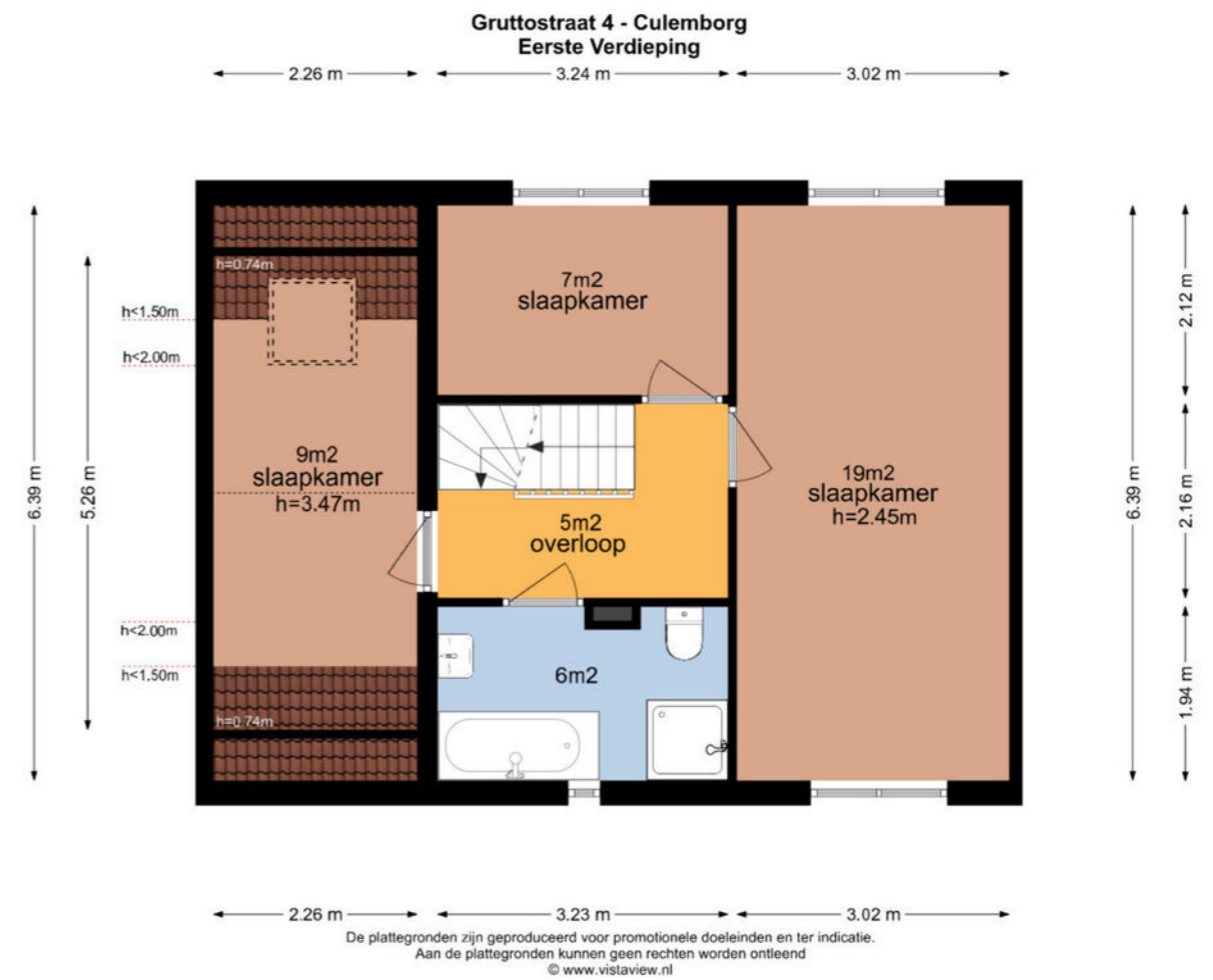 Gruttostraat 4 - Culemborg
Eerste Verdieping
2.26 m
3.24 m
3.02 m
h=0.74m
h<1.50m
h<2.00m
7m2
slaapkamer
2.12 m
9m2
slaapkamer
h=3.47m
19m2
slaapkamer
h=2.45m
6.39 m
5.26 m
6.39 m
2.16 m
5m2
overloop
h<2.00m
h<1.50m
6m2
1.94 m
h=0.74m
2.26 m
3.23 m
3.02 m
De plattegronden zijn geproduceerd voor promotionele doeleinden en ter indicatie.
Aan de plattegronden kunnen geen rechten worden ontleend
© www.vistaview.nl